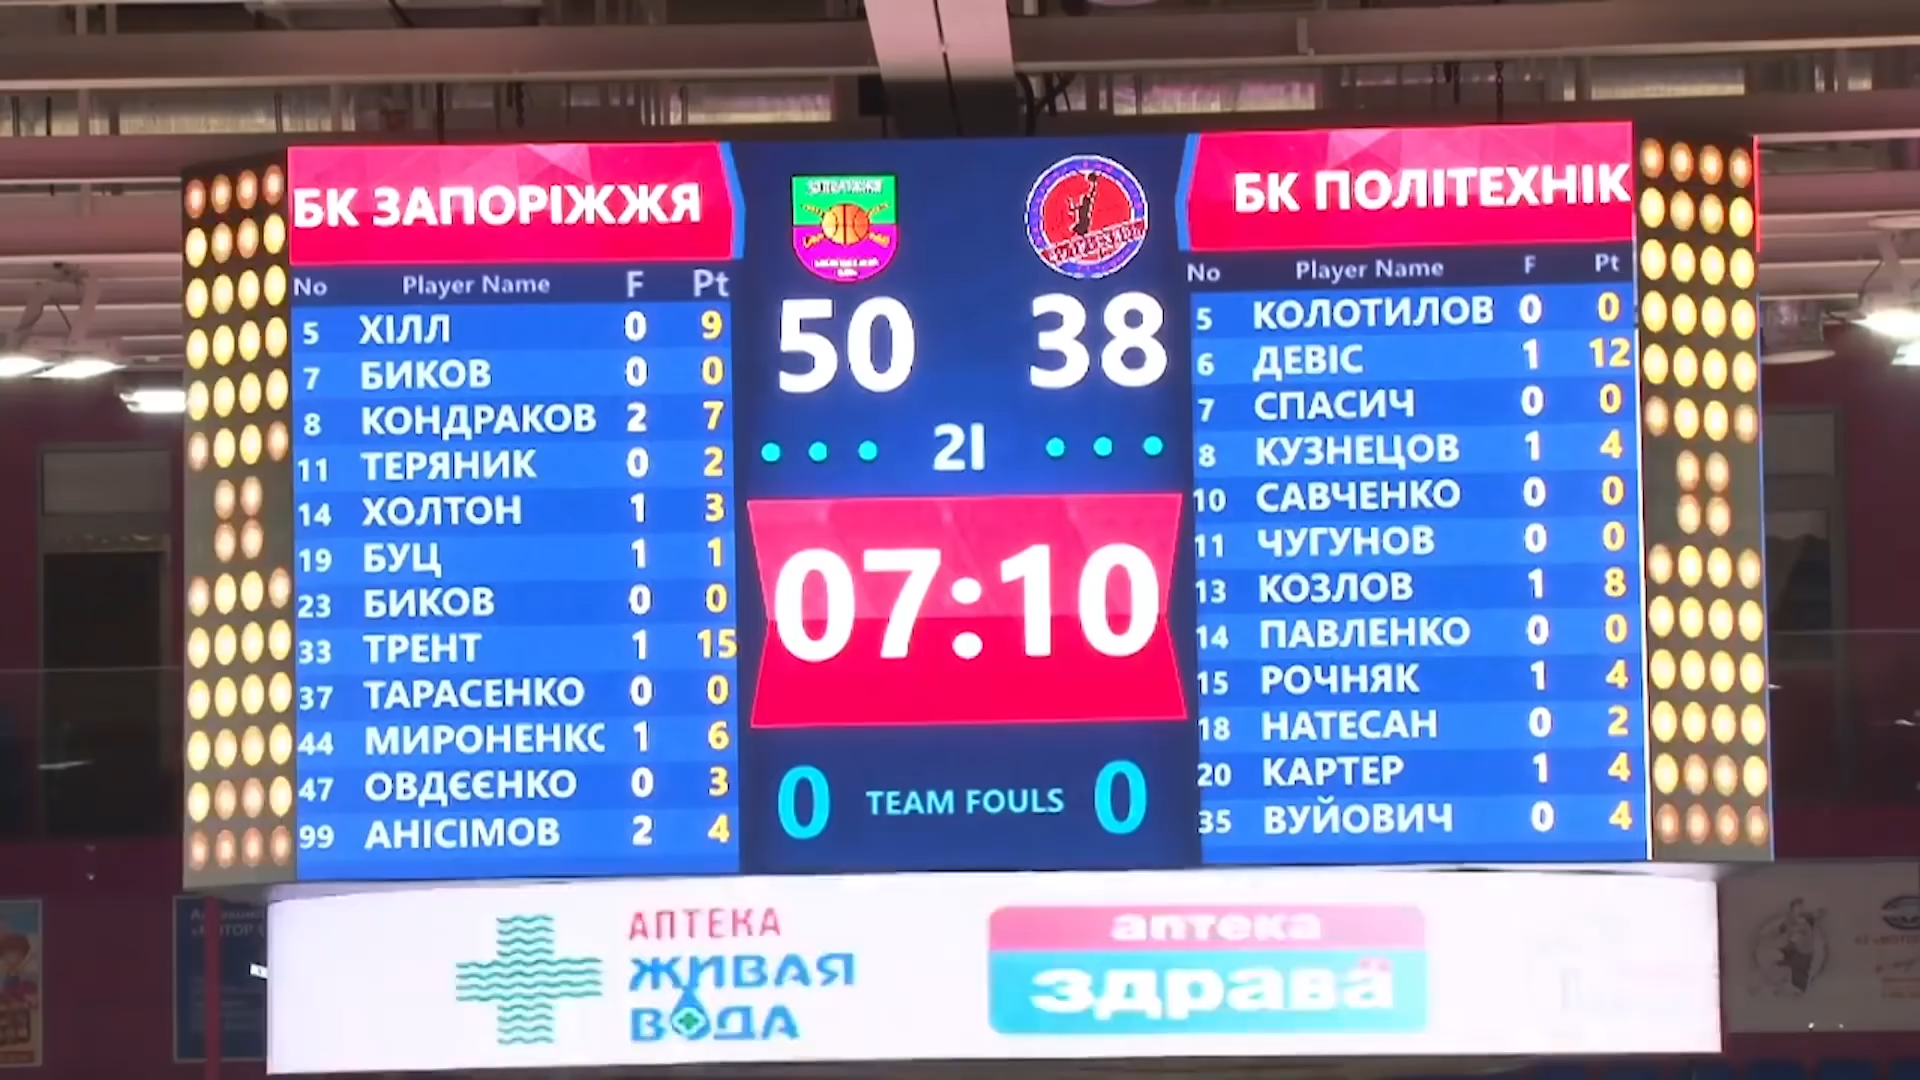 БК ЗАПОРІЖЖЯ
No Player Name F Pt
5 ХІЛЛ 0 9
7 БИКОВ 0 0
8 КОНДРАКОВ 2 7
11 ТЕРЯНИК 0 2
14 ХОЛТОН 1 3
19 БУЦ 1 1
23 БИКОВ 0 0
33 ТРЕНТ 1 15
37 ТАРАСЕНКО 0 0
44 МИРОНЕНКО 1 6
47 ОВДЄЄНКО 0 3
99 АНІСІМОВ 2 4
50 38
2I
07:10
0 TEAM FOULS 0
БК ПОЛІТЕХНІК
No Player Name F Pt
5 КОЛОТИЛОВ 0 0
6 ДЕВІС 1 12
7 СПАСИЧ 0 0
8 КУЗНЕЦОВ 1 4
10 САВЧЕНКО 0 0
11 ЧУГУНОВ 0 0
13 КОЗЛОВ 1 8
14 ПАВЛЕНКО 0 0
15 РОЧНЯК 1 4
18 НАТЕСАН 0 2
20 КАРТЕР 1 4
35 ВУЙОВИЧ 0 4
АПТЕКА
ЖИВАЯ
ВОДА
аптека
здрава